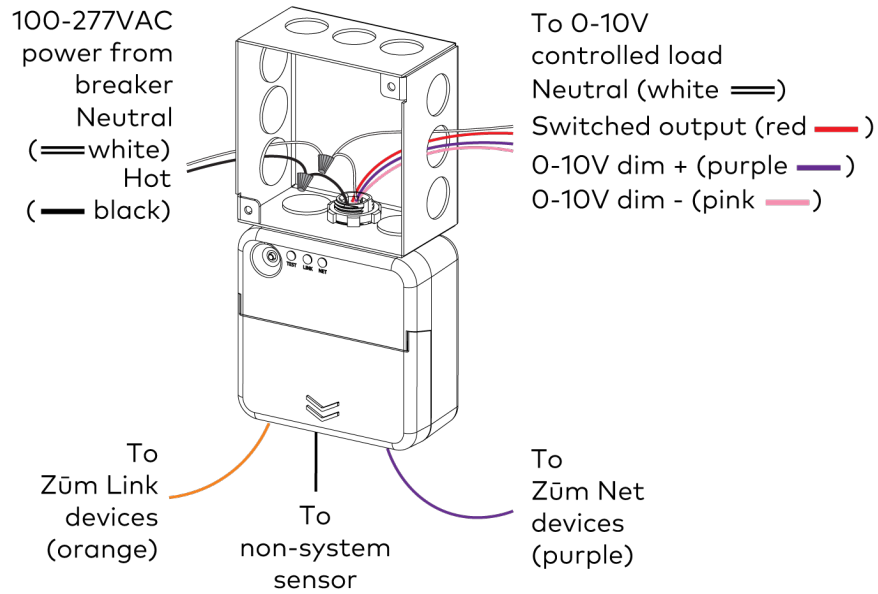 100-277VAC
power from
breaker
Neutral
(══white)
Hot
(━ black)
To 0-10V
controlled load
Neutral (white ══)
Switched output (red ━)
0-10V dim + (purple ━)
0-10V dim - (pink ━)
TEST LINK NET
To
Zūm Link
devices
(orange)
To
non-system
sensor
To
Zūm Net
devices
(purple)